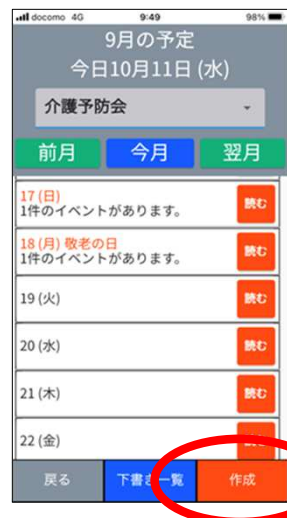 docomo 4G 9:49 98%
9月の予定
今日10月11日 (水)
介護予防会
前月 今月 翌月
17 (日)
1件のイベントがあります。
読む
18 (月) 敬老の日
1件のイベントがあります。
読む
19 (火) 読む
20 (水) 読む
21 (木) 読む
22 (金) 読む
戻る 下書き一覧 作成